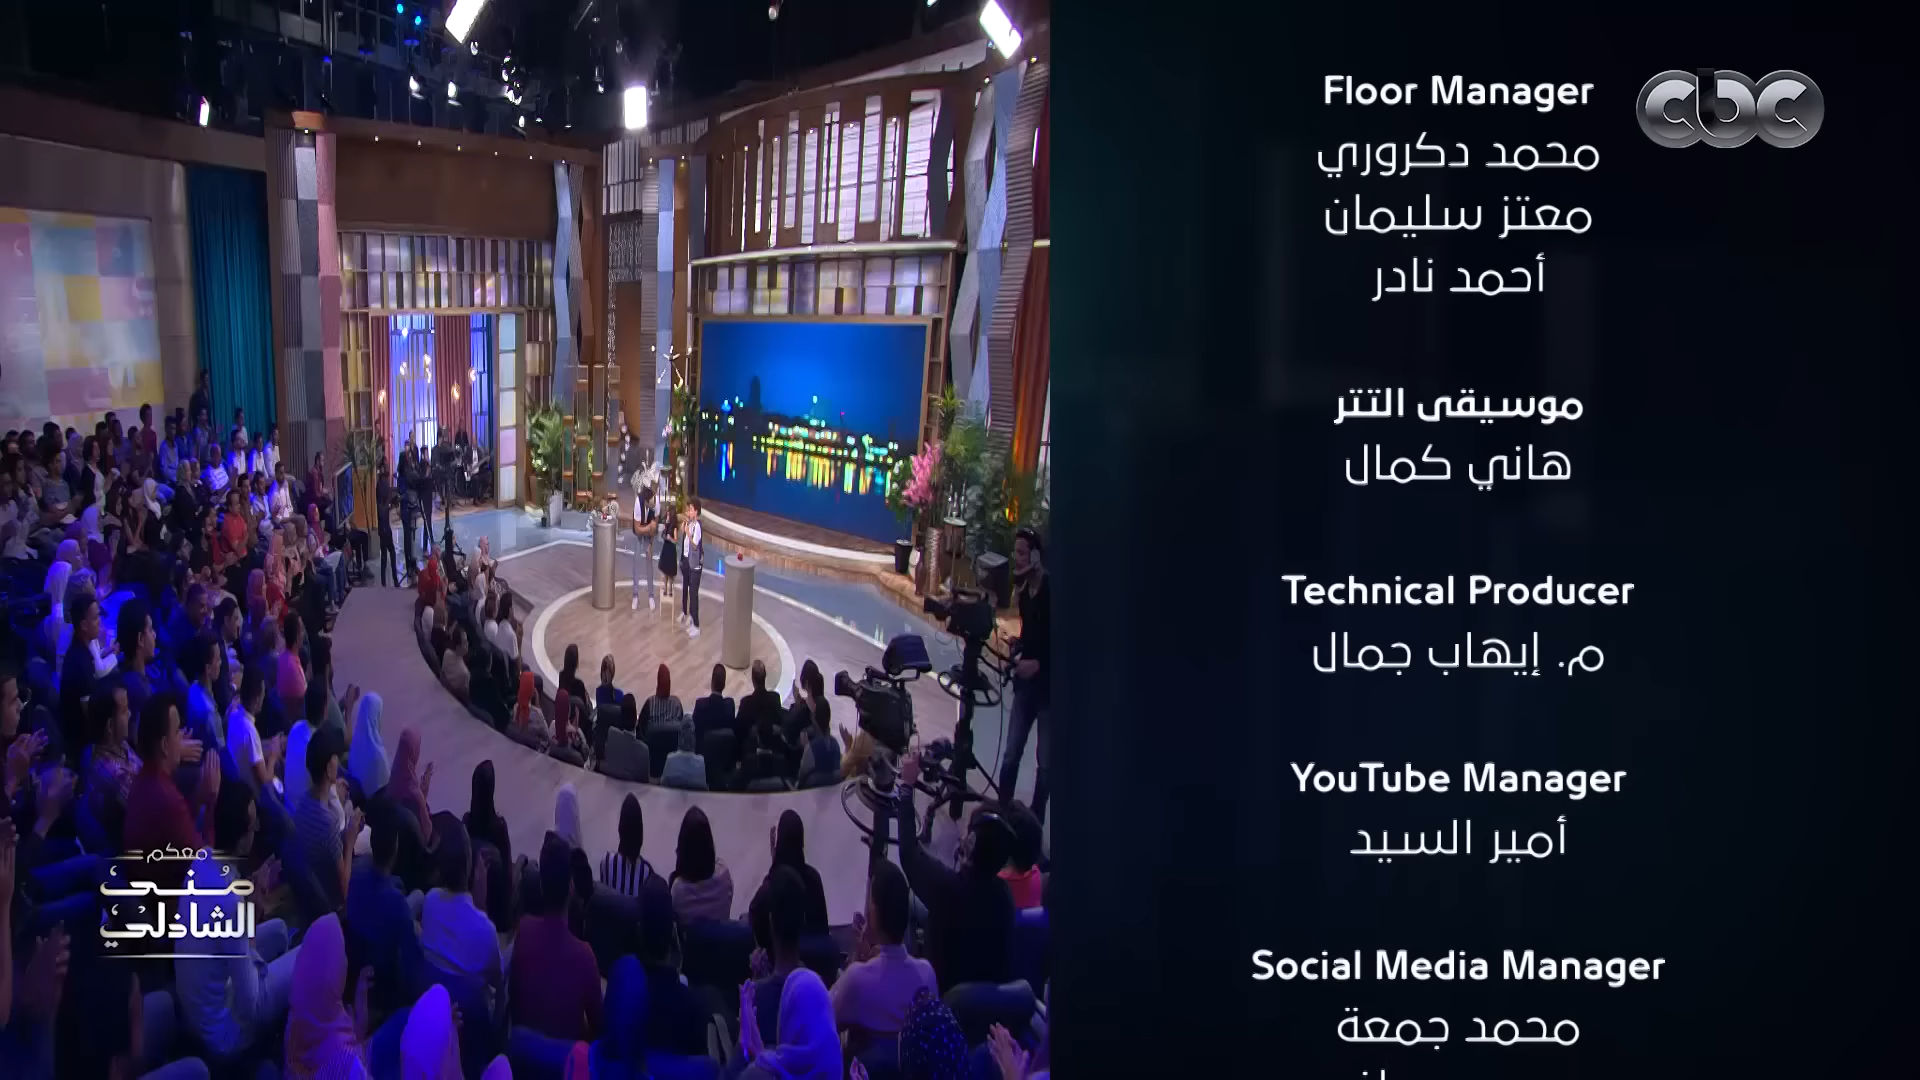 Floor Manager
محمد دكروري
معتز سليمان
أحمد نادر
موسيقى التتر
هاني كمال
Technical Producer
م. إيهاب جمال
YouTube Manager
أمير السيد
Social Media Manager
محمد جمعة
cbc
معكم
مُنى
الشاذلي